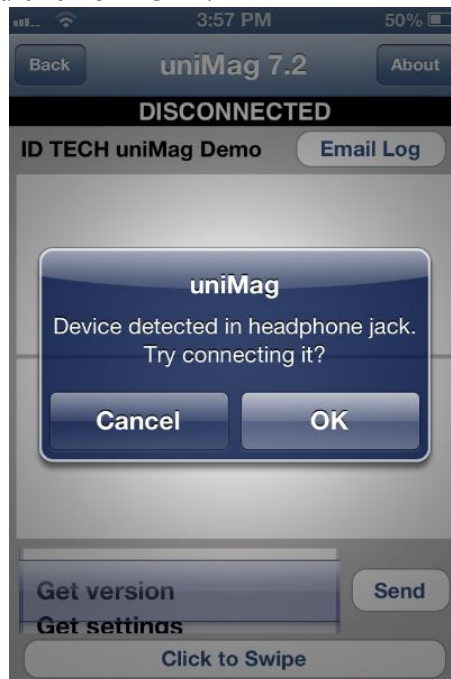 3:57 PM
50%
Back
uniMag 7.2
About
DISCONNECTED
ID TECH uniMag Demo
Email Log
uniMag
Device detected in headphone jack.
Try connecting it?
Cancel
OK
Get version
Send
Get settings
Click to Swipe